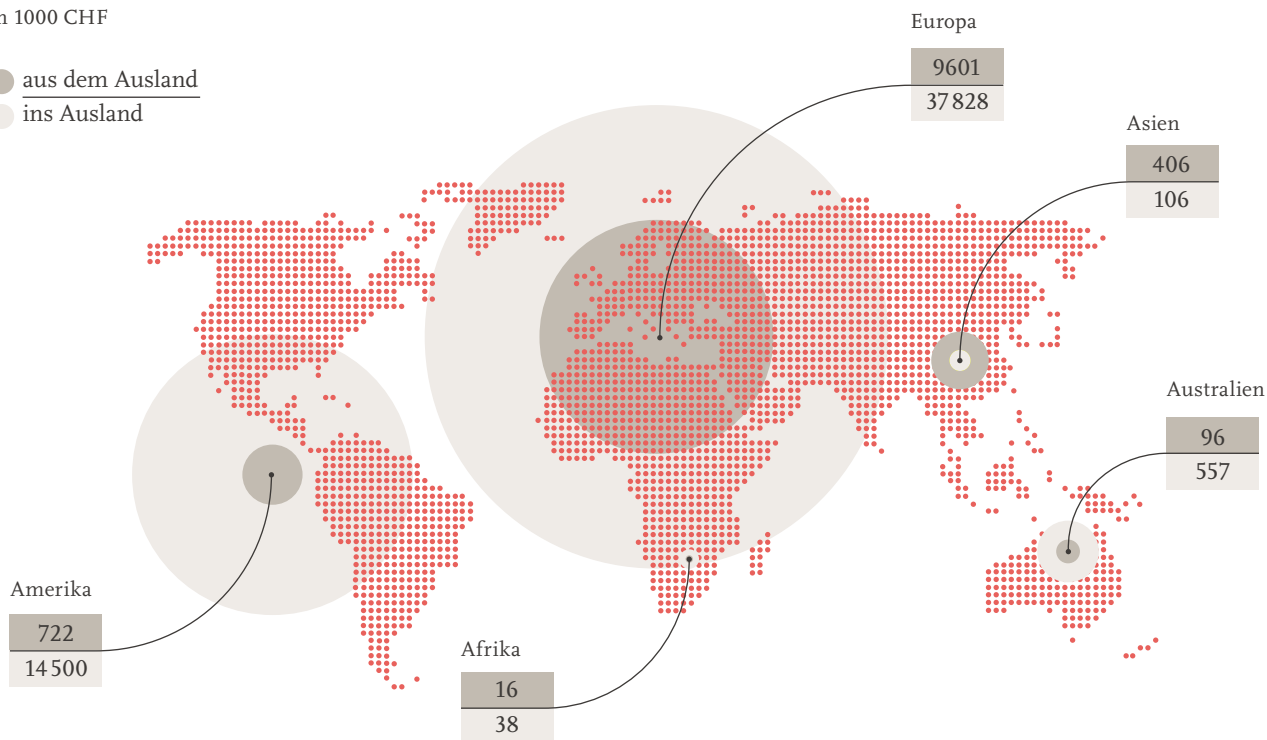 1000 CHF
aus dem Ausland
ins Ausland
Europa
9601
37 828
Asien
406
106
Australien
96
557
Amerika
722
14 500
Afrika
16
38